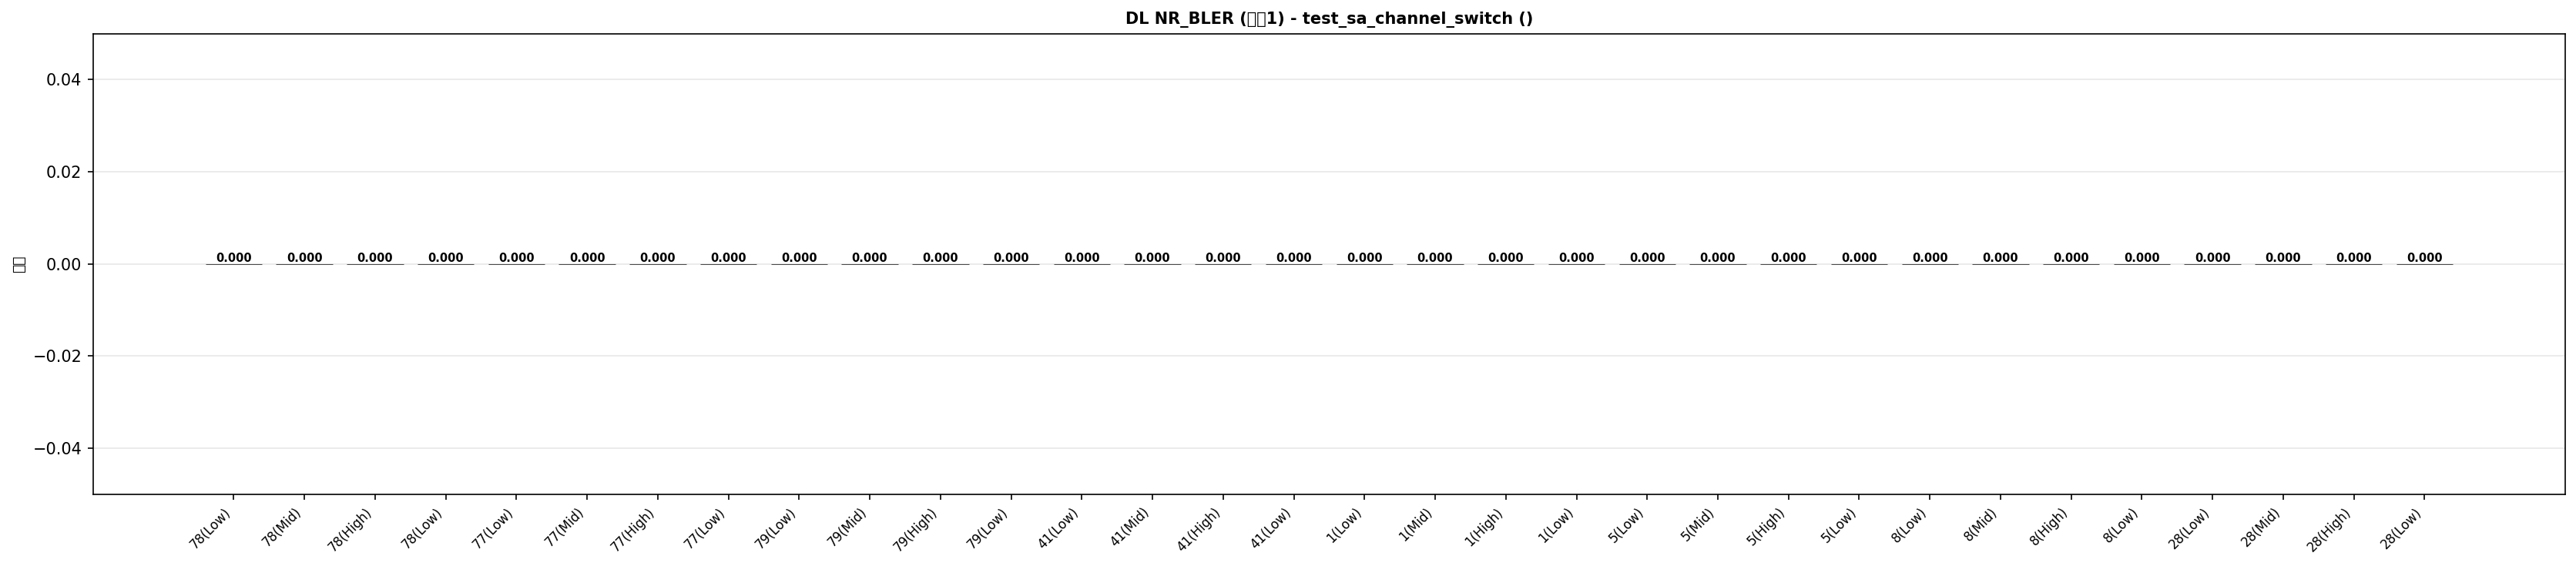 DL NR_BLER (1) - test_sa_channel_switch ()
0.04
0.02
0.00
−0.02
−0.04
0.000 0.000 0.000 0.000 0.000 0.000 0.000 0.000 0.000 0.000 0.000 0.000 0.000 0.000 0.000 0.000 0.000 0.000 0.000 0.000 0.000 0.000 0.000 0.000 0.000 0.000 0.000 0.000 0.000 0.000 0.000 0.000
78(Low) 78(Mid) 78(High) 78(Low) 77(Low) 77(Mid) 77(High) 77(Low) 79(Low) 79(Mid) 79(High) 79(Low) 41(Low) 41(Mid) 41(High) 41(Low) 1(Low) 1(Mid) 1(High) 1(Low) 5(Low) 5(Mid) 5(High) 5(Low) 8(Low) 8(Mid) 8(High) 8(Low) 28(Low) 28(Mid) 28(High) 28(Low)